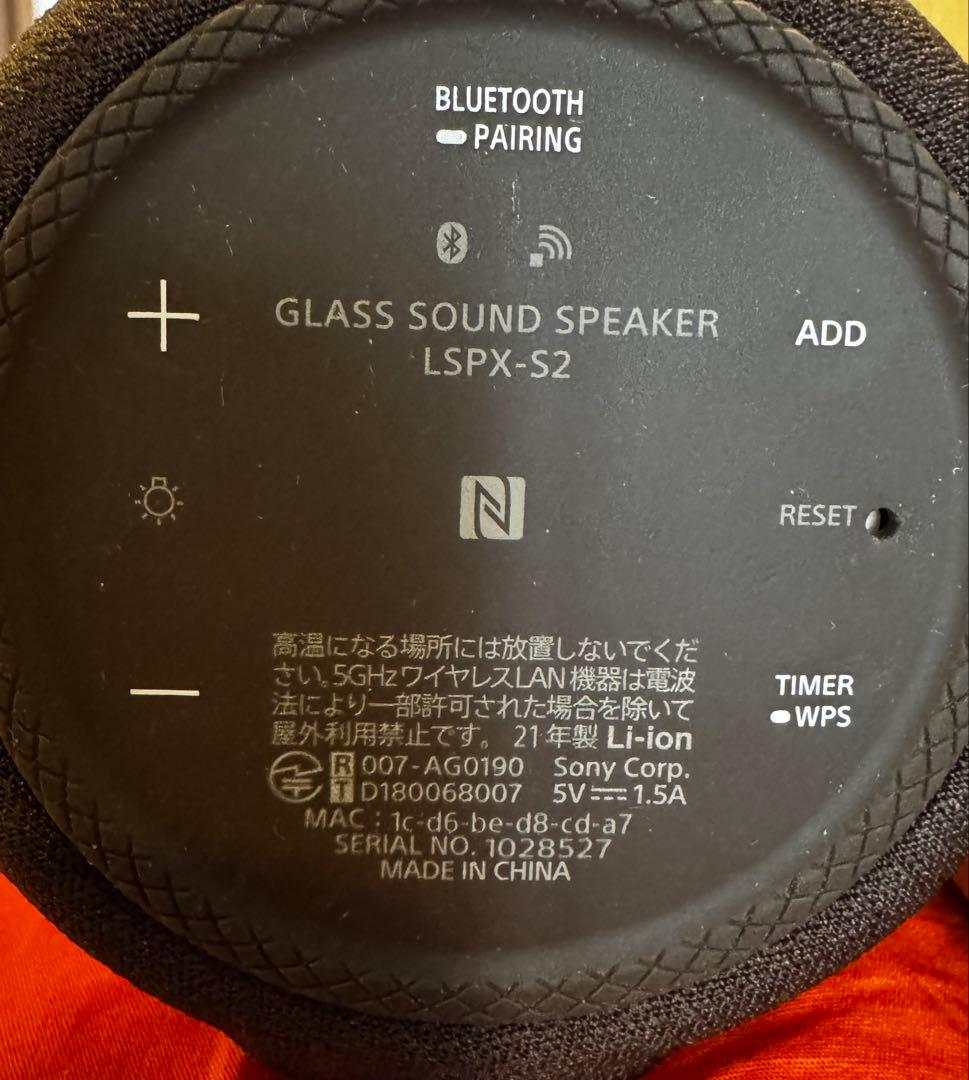 BLUETOOTH
PAIRING
GLASS SOUND SPEAKER
LSPX-S2
ADD
RESET
高温になる場所には放置しないでくだ
さい。5GHzワイヤレスLAN機器は電波
法により一部許可された場合を除いて
屋外利用禁止です。 21年製 Li-ion
R 007-AG0190 Sony Corp.
T D180068007 5V 1.5A
MAC : 1c-d6-be-d8-cd-a7
SERIAL NO. 1028527
MADE IN CHINA
TIMER
WPS